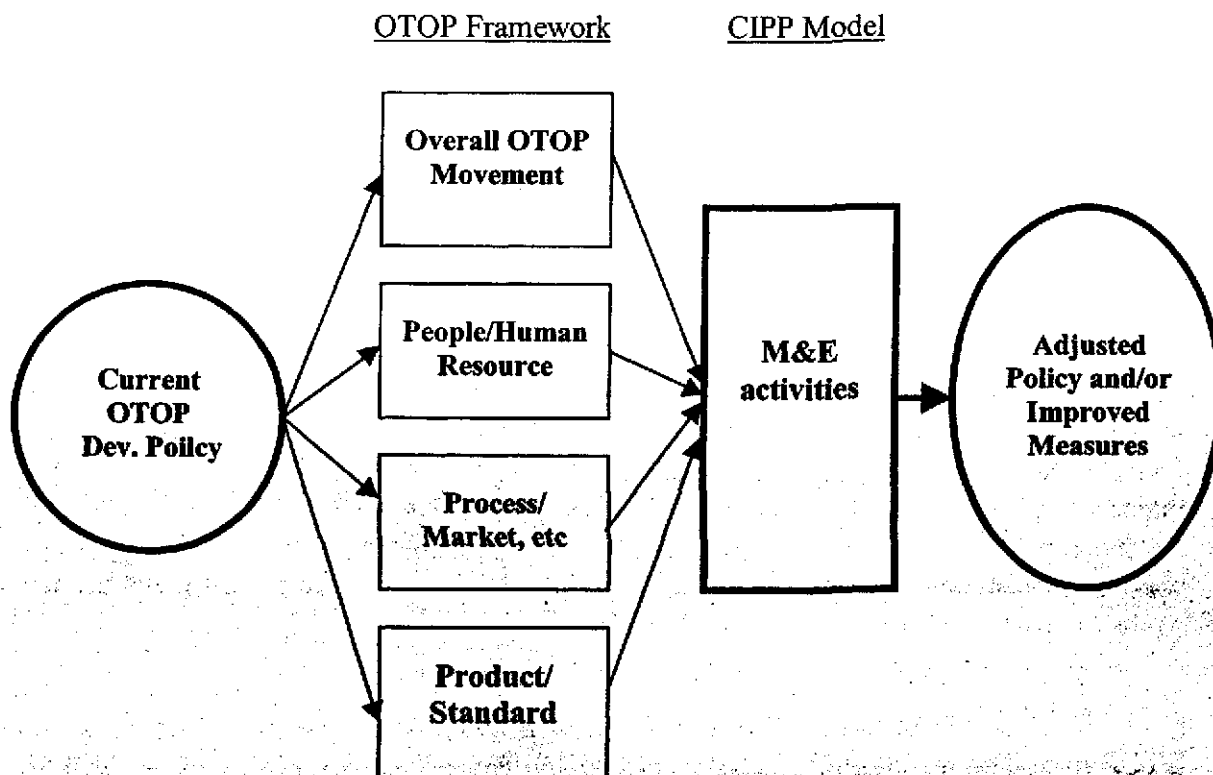 OTOP Framework
CIPP Model
Overall OTOP
Movement
People/Human
Resource
Process/
Market, etc
Product/
Standard
Current
OTOP
Dev. Poilcy
M&E
activities
Adjusted
Policy and/or
Improved
Measures